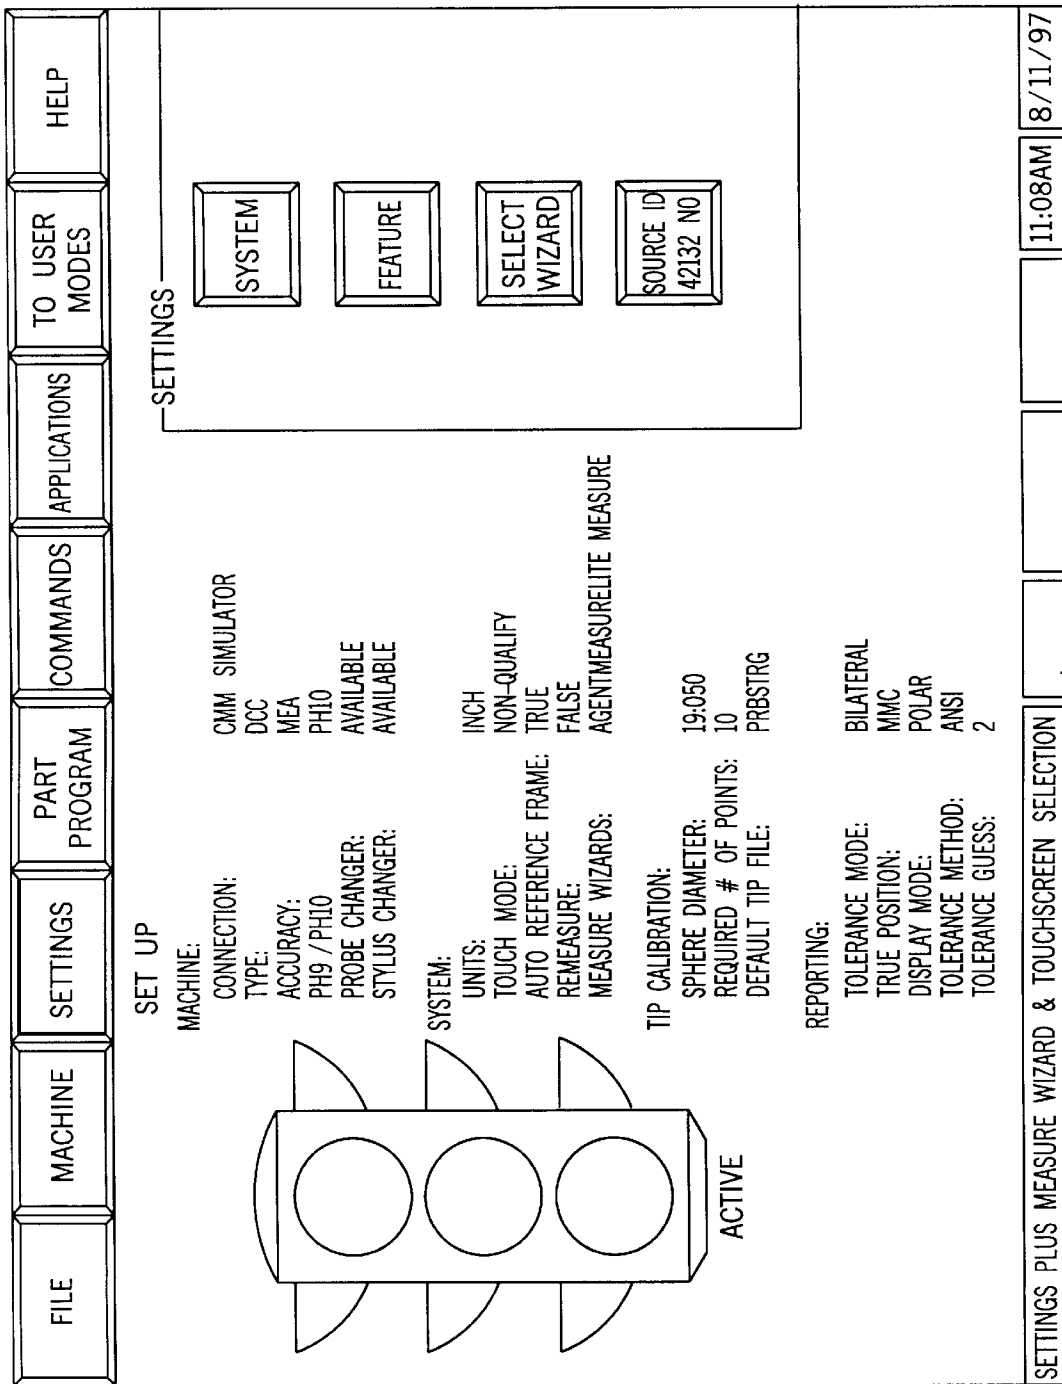 FILE
MACHINE
SETTINGS
PART
PROGRAM
COMMANDS
APPLICATIONS
TO USER
MODES
HELP
SET UP
MACHINE:
CONNECTION: CMM SIMULATOR
TYPE: DCC
ACCURACY: MEA
PH9/PH10 PH10
PROBE CHANGER: AVAILABLE
STYLUS CHANGER: AVAILABLE
SYSTEM:
UNITS: INCH
TOUCH MODE: NON-QUALIFY
AUTO REFERENCE FRAME: TRUE
REMEASURE: FALSE
MEASURE WIZARDS: AGENTMEASURELITE MEASURE
TIP CALIBRATION:
SPHERE DIAMETER: 19:050
REQUIRED # OF POINTS: 10
DEFAULT TIP FILE: PRBSTRG
REPORTING:
TOLERANCE MODE: BILATERAL
TRUE POSITION: MMC
DISPLAY MODE: POLAR
TOLERANCE METHOD: ANSI
TOLERANCE GUESS: 2
ACTIVE
SETTINGS
SYSTEM
FEATURE
SELECT
WIZARD
SOURCE ID
42132 NO
SETTINGS PLUS MEASURE WIZARD & TOUCHSCREEN SELECTION
11:08AM
8/11/97